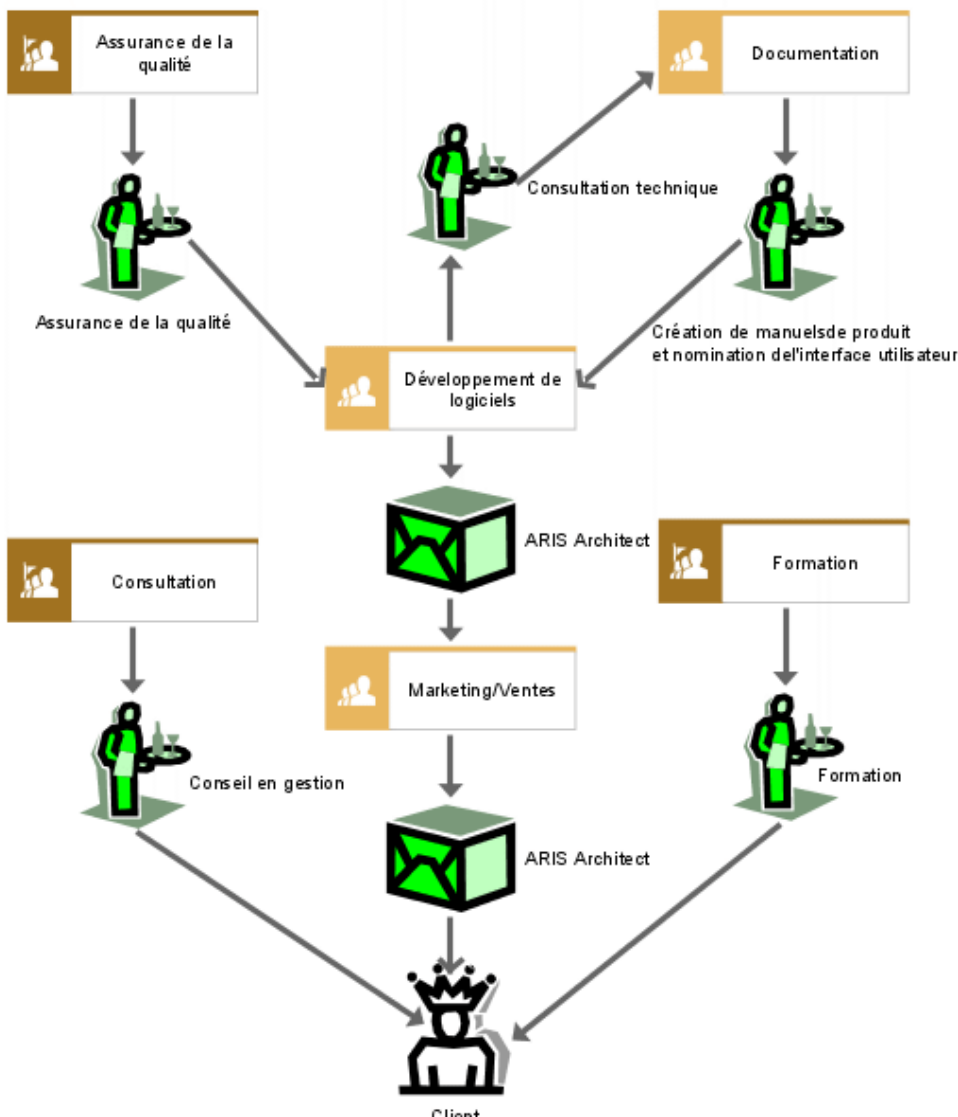 Assurance de la
qualité
Documentation
Consultation technique
Assurance de la qualité
Création de manuelsde produit
et nomination del'interface utilisateur
Développement de
logiciels
ARIS Architect
Formation
Consultation
Marketing/Ventes
Conseil en gestion
Formation
ARIS Architect
Client